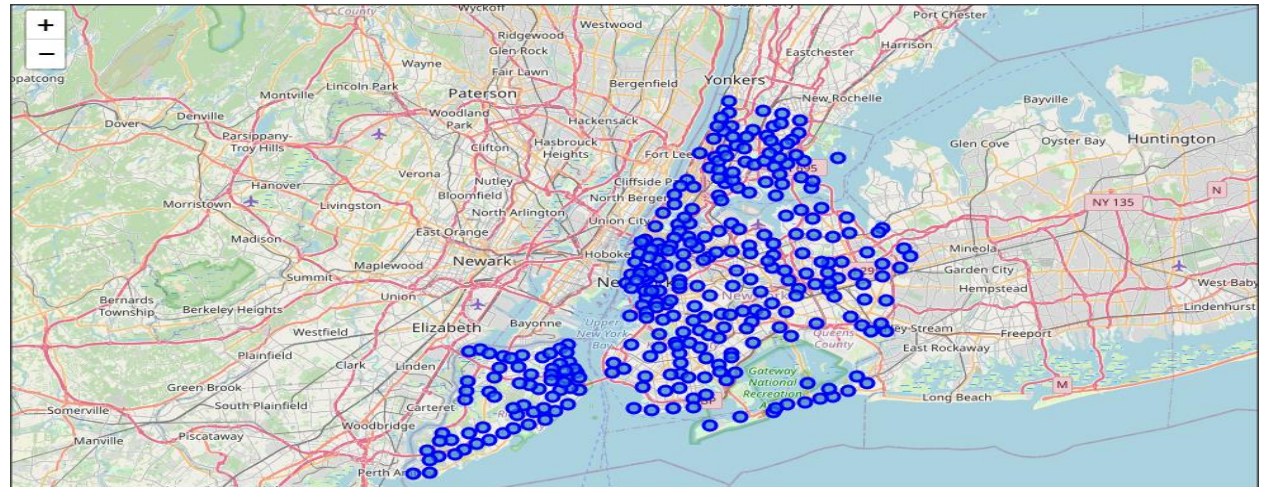 +
−
County
Wyckoff
Westwood
Port Chester
Ridgewood
Glen Rock
Eastchester
Harrison
Wayne
Fair Lawn
Bergenfield
Yonkers
Lincoln Park
Montville
Paterson
New Rochelle
Bayville
Denville
Dover
Woodland
Park
Hackensack
Parsippany-
Troy Hills
Clifton
Hasbrouck
Heights
Fort Lee
Glen Cove
Oyster Bay
Huntington
Verona
Nutley
Cliffside
Hanover
Bloomfield
N
Morristown
Livingston
North Arlington
Union City
NY 135
East Orange
Madison
Mineola
Maplewood
Newark
Summit
Garden City
Union
Hempstead
West Baby
Bernards
Township
Berkeley Heights
Lindenhurst
Elizabeth
Bayonne
Upper
New York
Bay
Queens
County
Freeport
Westfield
East Rockaway
Plainfield
Clark
Linden
Gateway
National
Recreation
Green Brook
M
Long Beach
South Plainfield
Carteret
Somerville
Woodbridge
Piscataway
Manville